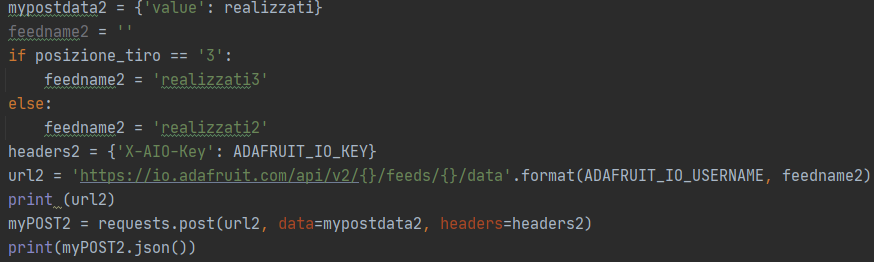 mypostdata2 = {'value': realizzati}
feedname2 = ''
if posizione_tiro == '3':
    feedname2 = 'realizzati3'
else:
    feedname2 = 'realizzati2'
headers2 = {'X-AIO-Key': ADAFRUIT_IO_KEY}
url2 = 'https://io.adafruit.com/api/v2/{}/feeds/{}/data'.format(ADAFRUIT_IO_USERNAME, feedname2)
print (url2)
myPOST2 = requests.post(url2, data=mypostdata2, headers=headers2)
print(myPOST2.json())